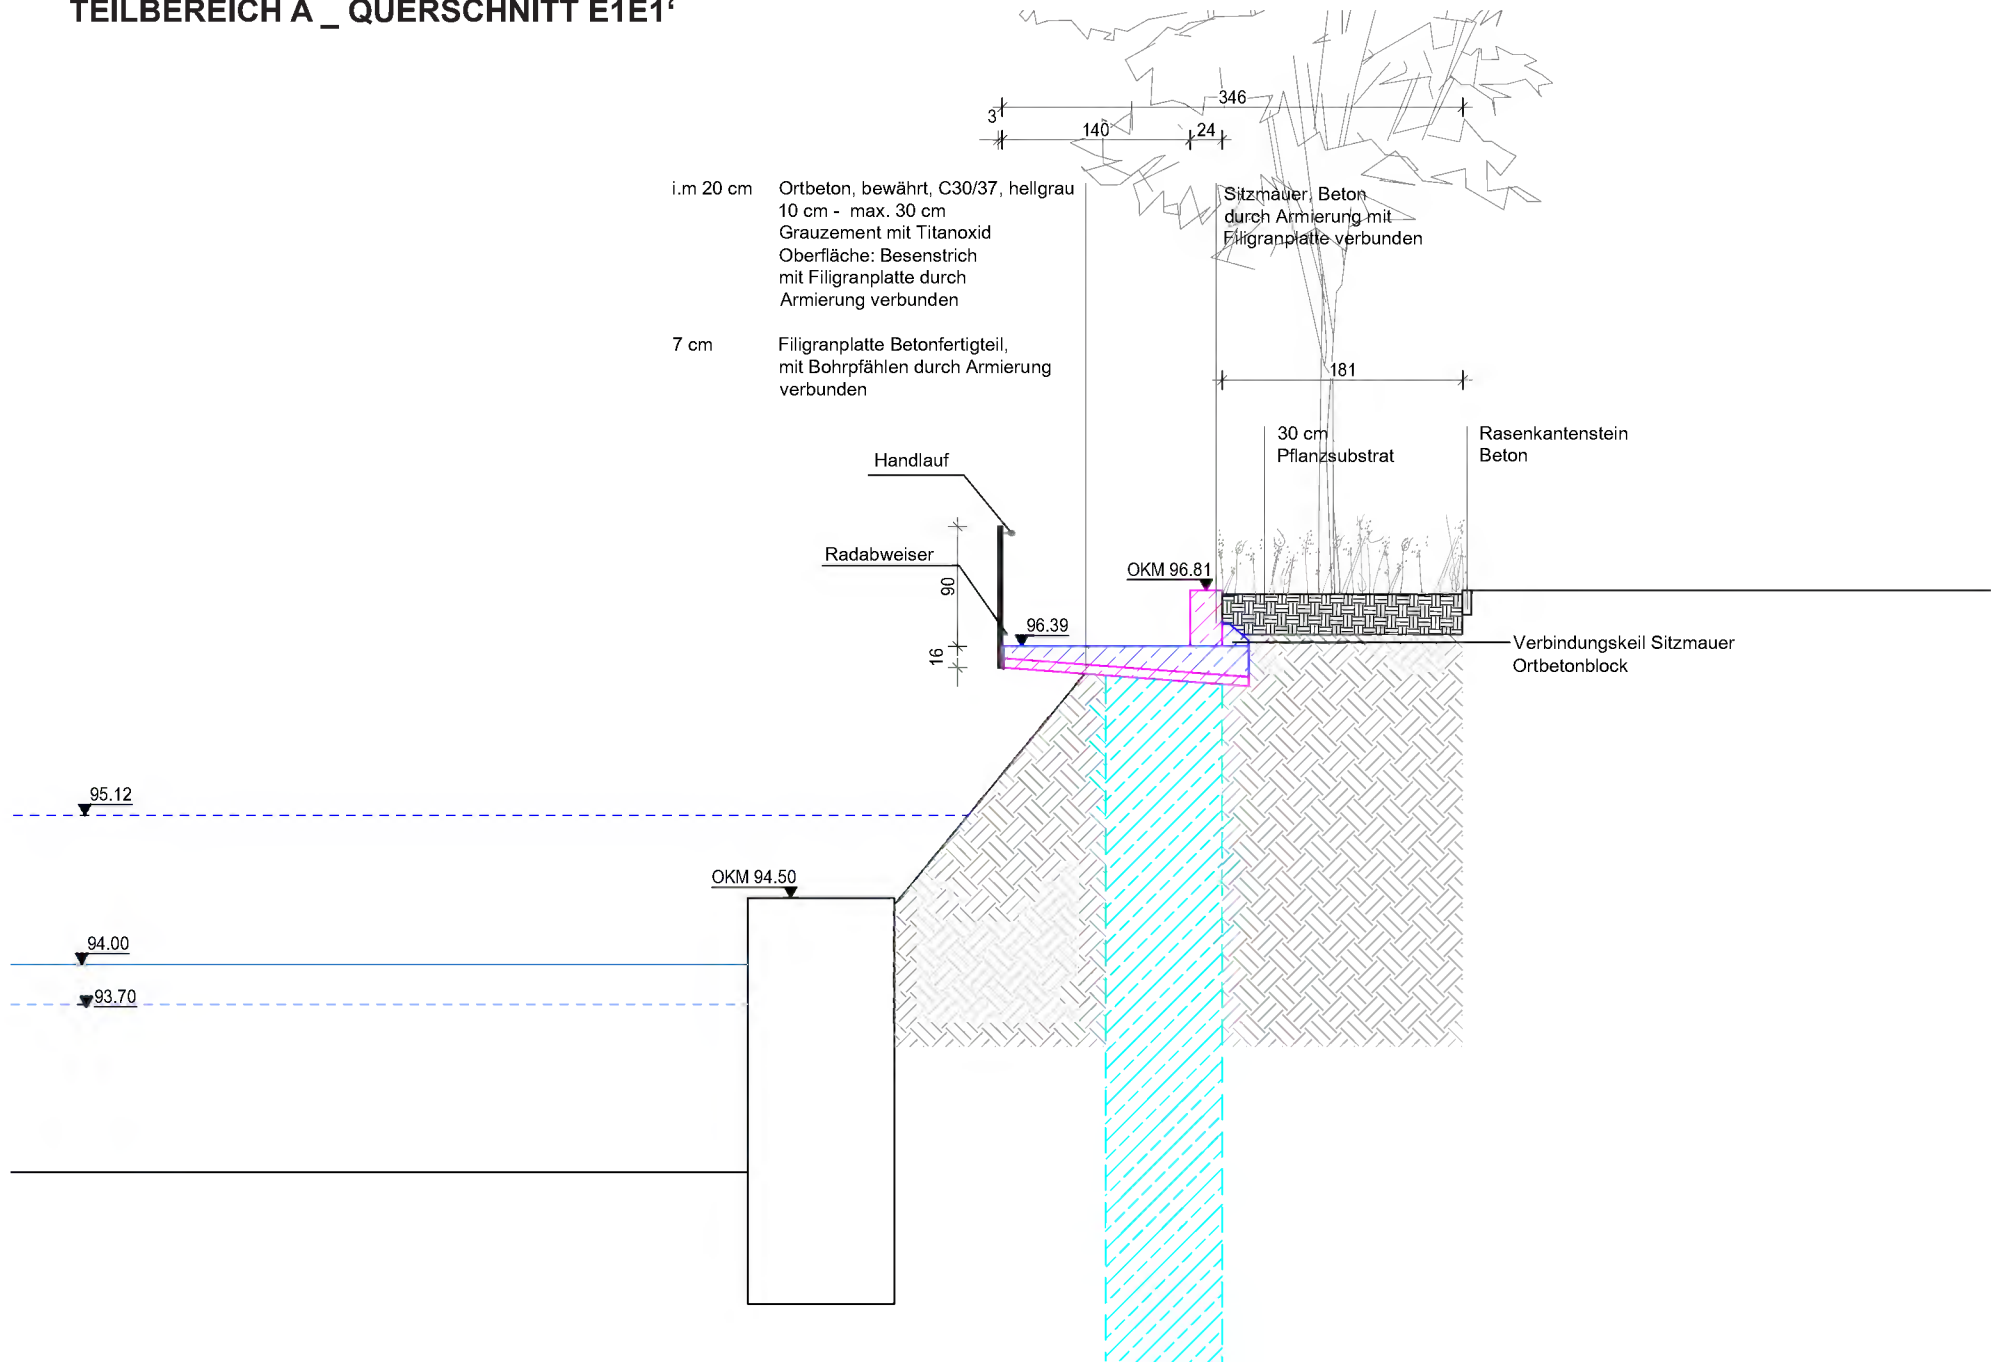 TEILBEREICH A _ QUERSCHNITT E1E1‘
346
3
140
24
i.m 20 cm
Ortbeton, bewährt, C30/37, hellgrau
10 cm - max. 30 cm
Grauzement mit Titanoxid
Oberfläche: Besenstrich
mit Filigranplatte durch
Armierung verbunden
Sitzmauer, Beton
durch Armierung mit
Filigranplatte verbunden
7 cm
Filigranplatte Betonfertigteil,
mit Bohrpfählen durch Armierung
verbunden
181
30 cm
Pflanzsubstrat
Rasenkantenstein
Beton
Handlauf
Radabweiser
90
16
OKM 96.81
96.39
Verbindungskeil Sitzmauer
Ortbetonblock
95.12
OKM 94.50
94.00
93.70